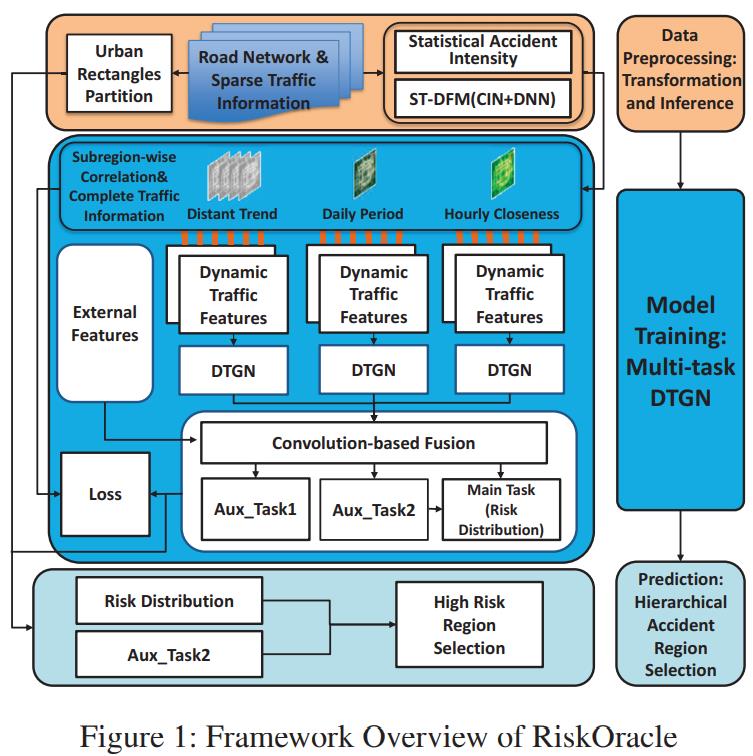 Urban
Rectangles
Partition
Road Network &
Sparse Traffic
Information
Statistical Accident
Intensity
ST-DFM(CIN+DNN)
Data
Preprocessing:
Transformation
and Inference
Subregion-wise
Correlation&
Complete Traffic
Information
Distant Trend
Daily Period
Hourly Closeness
External
Features
Dynamic
Traffic
Features
Dynamic
Traffic
Features
Dynamic
Traffic
Features
DTGN
DTGN
DTGN
Convolution-based Fusion
Loss
Aux_Task1
Aux_Task2
Main Task
(Risk
Distribution)
Model
Training:
Multi-task
DTGN
Risk Distribution
Aux_Task2
High Risk
Region
Selection
Prediction:
Hierarchical
Accident
Region
Selection
Figure 1: Framework Overview of RiskOracle